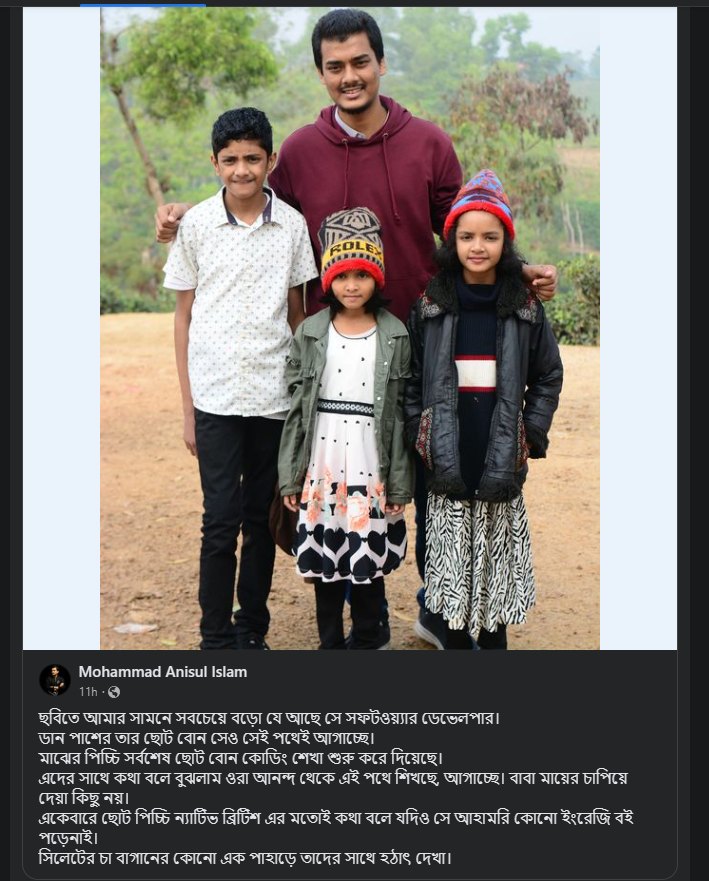 ROLEX
Mohammad Anisul Islam
11h ·
ছবিতে আমার সামনে সবচেয়ে বড়ো যে আছে সে সফটওয়্যার ডেভেলপার।
ডান পাশের তার ছোট বোন সেও সেই পথেই আগাচ্ছে।
মাঝের পিচ্চি সর্বশেষ ছোট বোন কোডিং শেখা শুরু করে দিয়েছে।
এদের সাথে কথা বলে বুঝলাম ওরা আনন্দ থেকে এই পথে শিখছে, আগাচ্ছে। বাবা মায়ের চাপিয়ে
দেয়া কিছু নয়।
একেবারে ছোট পিচ্চি ন্যাটিভ ব্রিটিশ এর মতোই কথা বলে যদিও সে আহামরি কোনো ইংরেজি বই
পড়েনাই।
সিলেটের চা বাগানের কোনো এক পাহাড়ে তাদের সাথে হঠাৎ দেখা।